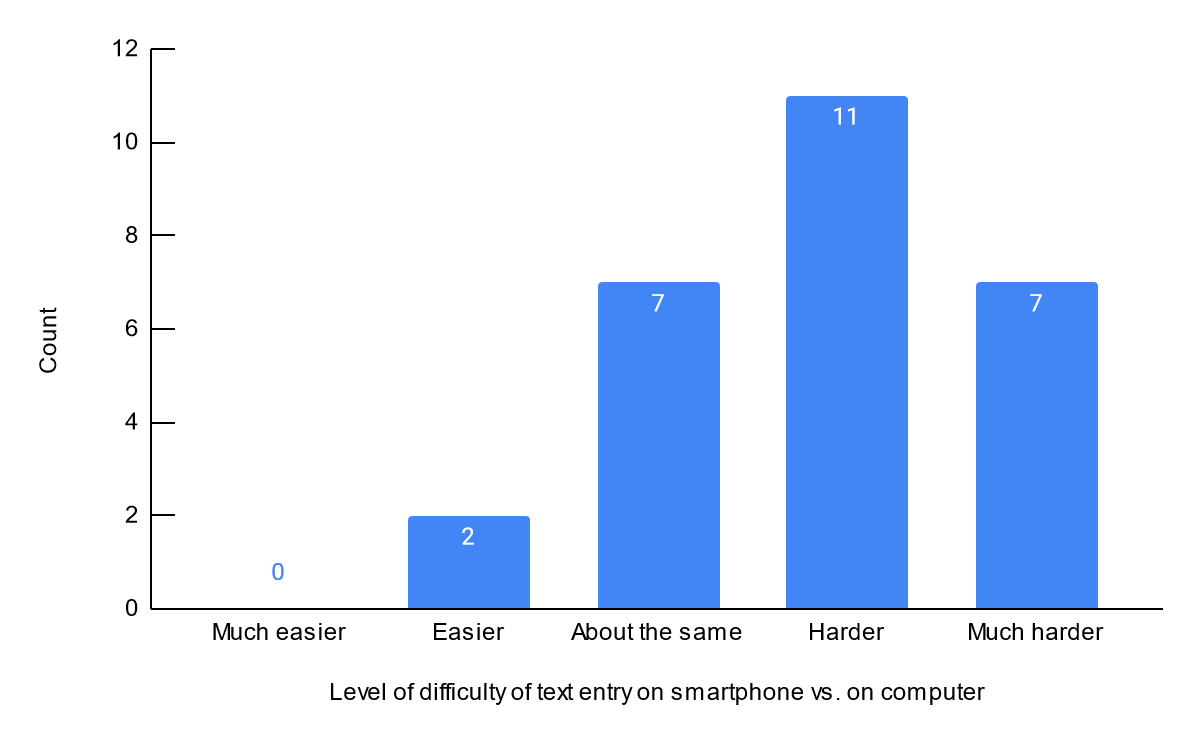 12
10
8
6
4
2
0
Count
0
2
7
11
7
Much easier
Easier
About the same
Harder
Much harder
Level of difficulty of text entry on smartphone vs. on computer